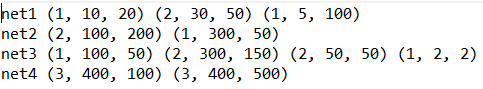 net1 (1, 10, 20) (2, 30, 50) (1, 5, 100)
net2 (2, 100, 200) (1, 300, 50)
net3 (1, 100, 50) (2, 300, 150) (2, 50, 50) (1, 2, 2)
net4 (3, 400, 100) (3, 400, 500)